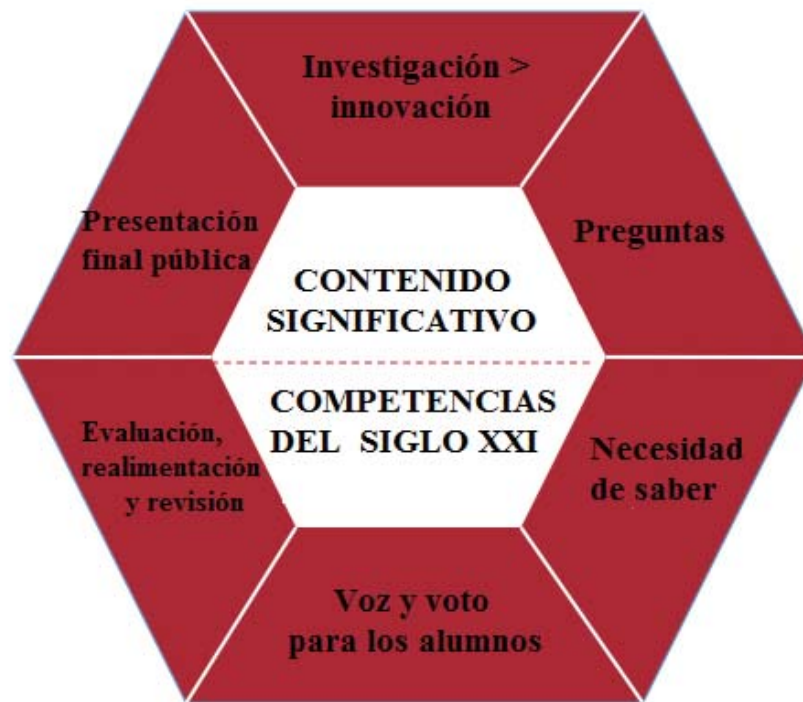 Investigación >
innovación
Preguntas
Necesidad
de saber
Voz y voto
para los alumnos
Evaluación,
realimentación
y revisión
Presentación
final pública
CONTENIDO
SIGNIFICATIVO
COMPETENCIAS
DEL SIGLO XXI